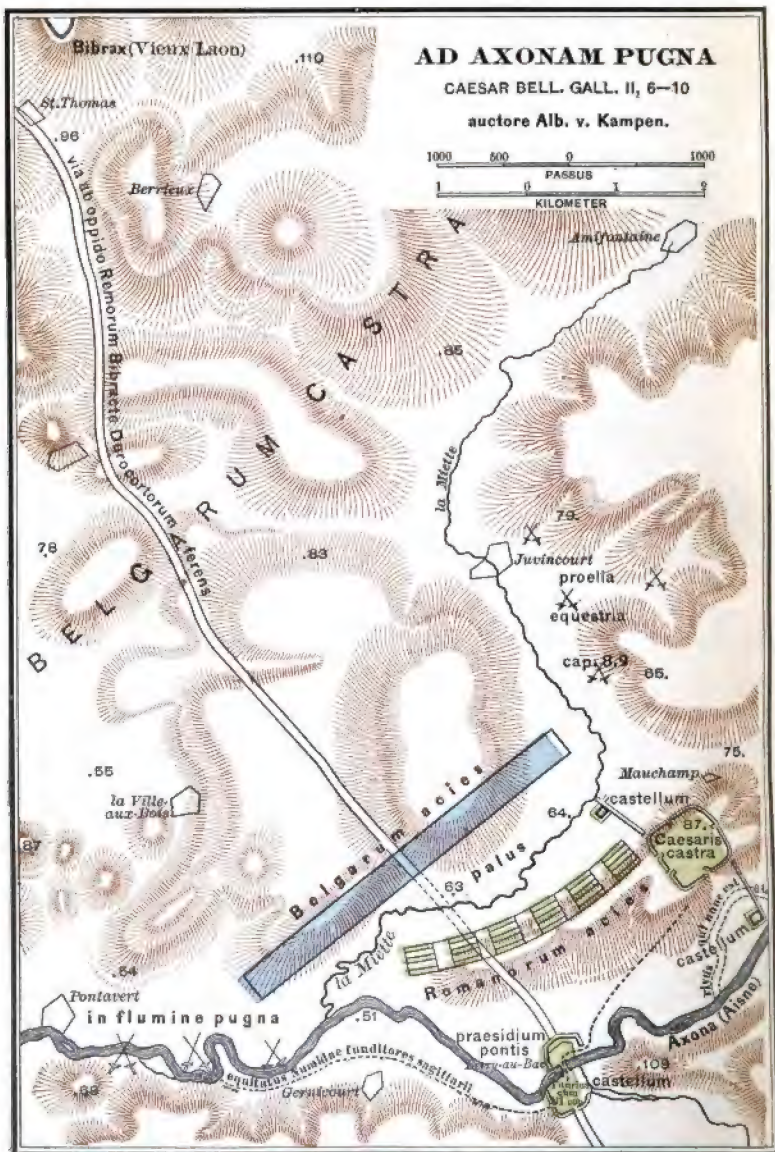 Bibrax (Vieux Laon)
.110
AD AXONAM PUGNA
CAESAR BELL. GALL. II, 6—10
auctore Alb. v. Kampen.
1000 500 0 1000
PASSUS
1 0 1 2
KILOMETER
St. Thomas
.96
via ab oppido Remorum Bibracte Durocortorum ferens
Berrieux
Amifontaine
BELGARUM CASTRA
.85
la Miette
79.
78
.83
Juvincourt
proelia
equestria
cap. 8,9
65.
75.
.55
la Ville-
aux-Bois
Belgarum acies
Mauchamp
64.
castellum
87.
Caesaris
castra
87
palus
63
Romanorum acies
castellum
.54
la Miette
Pontavert
in flumine pugna
.51
praesidium
pontis
Berry-au-Bac
Axona (Aisne)
equitatus Numidae funditores sagittarii
Gernicourt
.109
castellum